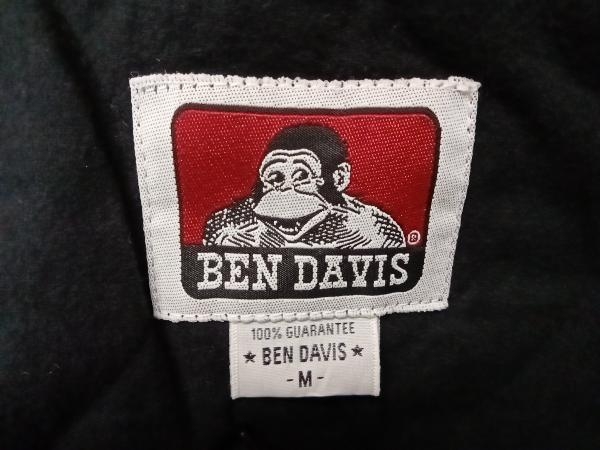 BEN DAVIS ®
100% GUARANTEE
★ BEN DAVIS ★
- M -